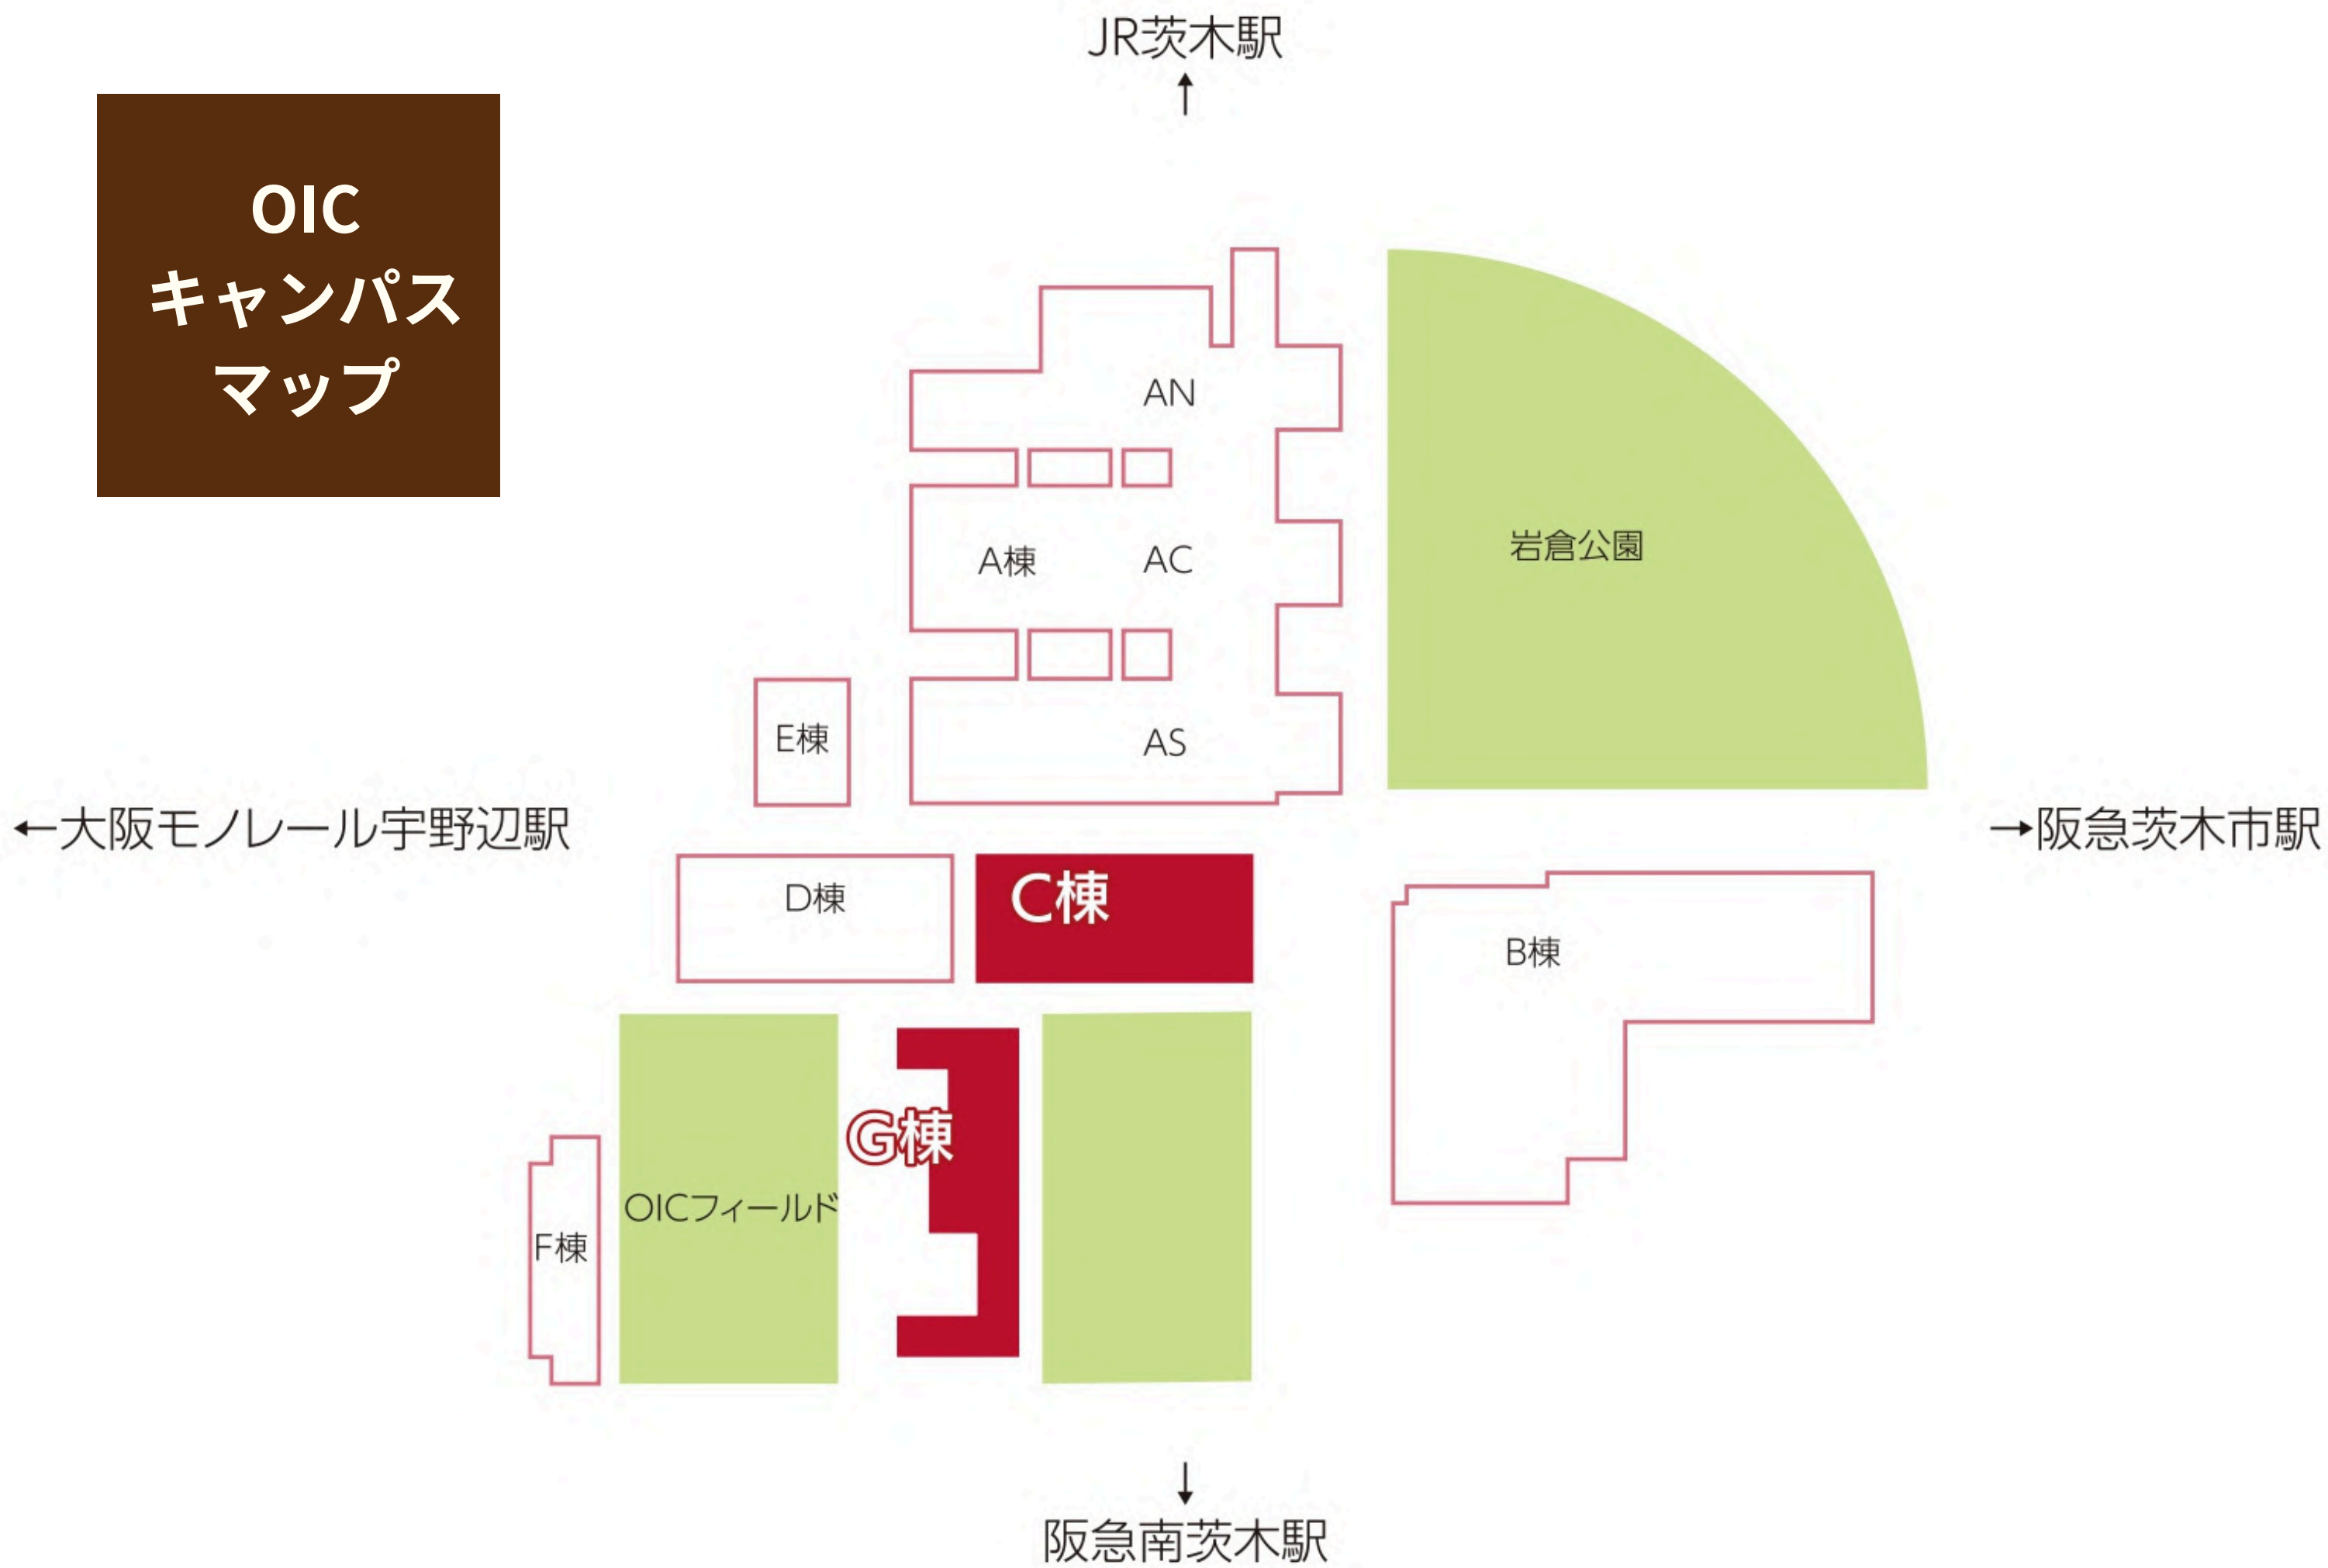 JR茨木駅
↑
OIC
キャンパス
マップ
AN
岩倉公園
A棟
AC
E棟
AS
←大阪モノレール宇野辺駅
→阪急茨木市駅
D棟
C棟
B棟
G棟
OICフィールド
F棟
↓
阪急南茨木駅